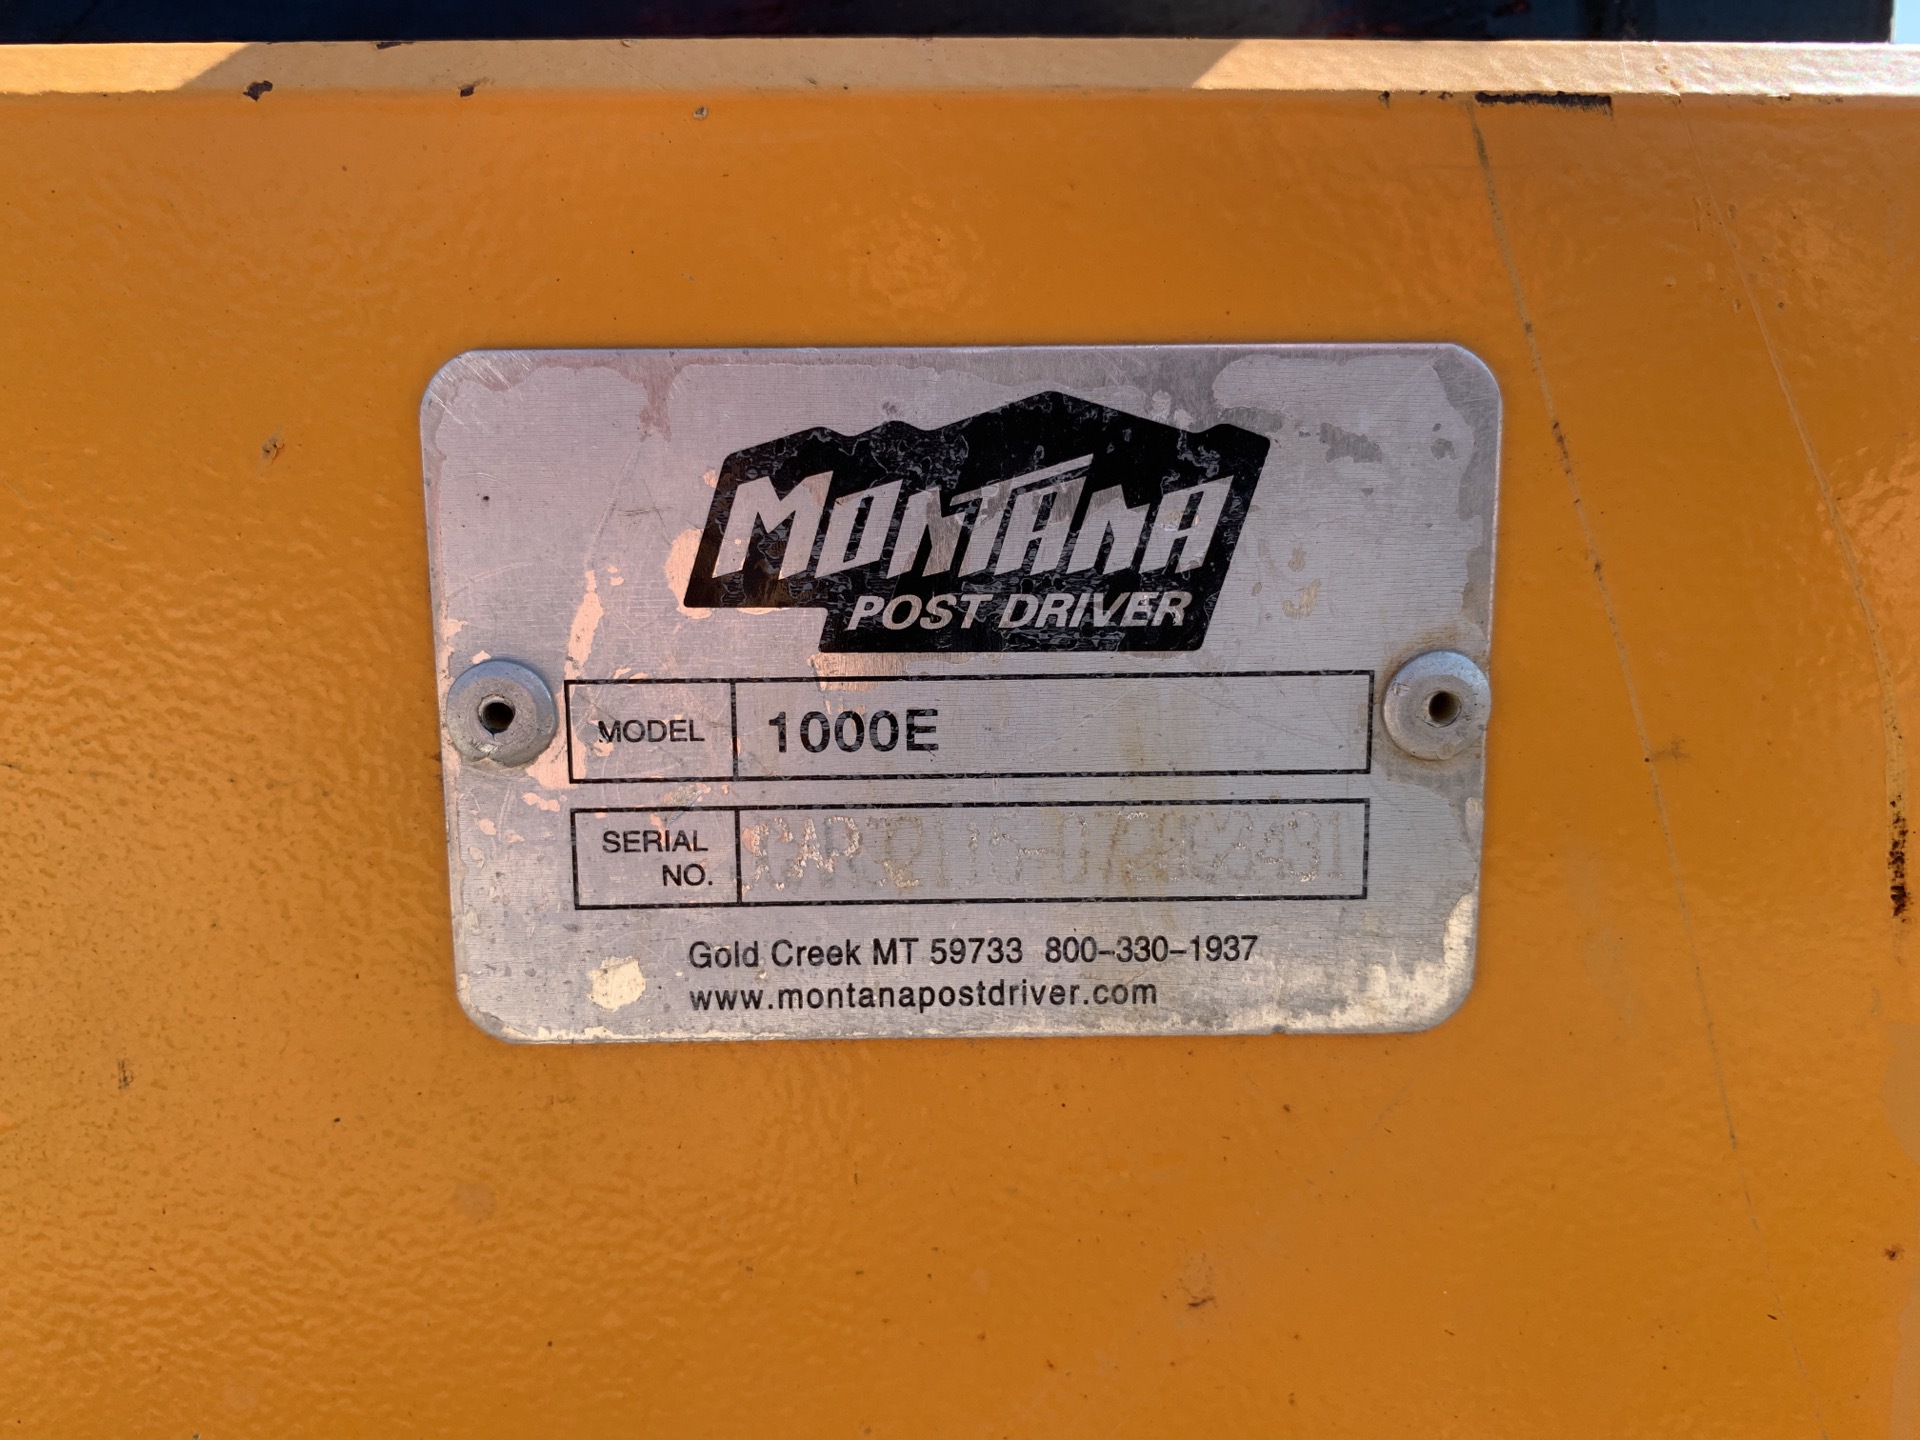 MONTANA
POST DRIVER
MODEL 1000E
SERIAL
NO.
Gold Creek MT 59733 800-330-1937
www.montanapostdriver.com